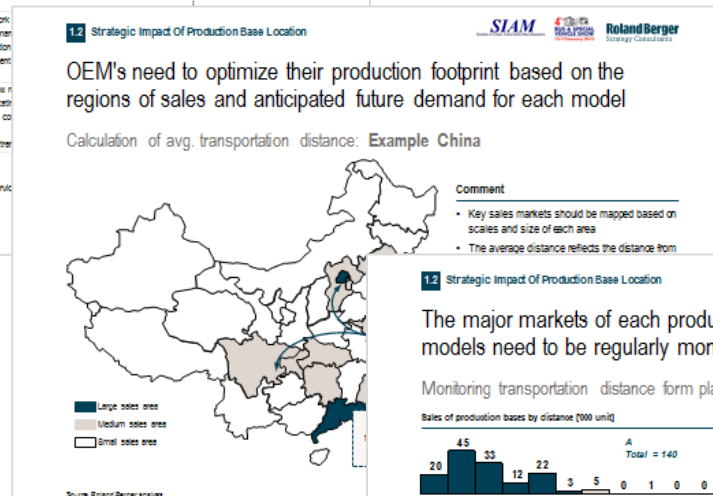 1.2 Strategic Impact Of Production Base Location
SIAM
RolandBerger
Strategy Consultants
OEM's need to optimize their production footprint based on the
regions of sales and anticipated future demand for each model
Calculation of avg. transportation distance: Example China
Comment
• Key sales markets should be mapped based on
scales and size of each area
• The average distance reflects the distance from
Large sales area
Medium sales area
Small sales area
Source: Roland Berger analysis
1.2 Strategic Impact Of Production Base Location
The major markets of each produ
models need to be regularly mor
Monitoring transportation distance form pla
Sales of production bases by distance ['000 unit]
A
Total = 140
20 45 33 12 22 3 5 0 1 0 0